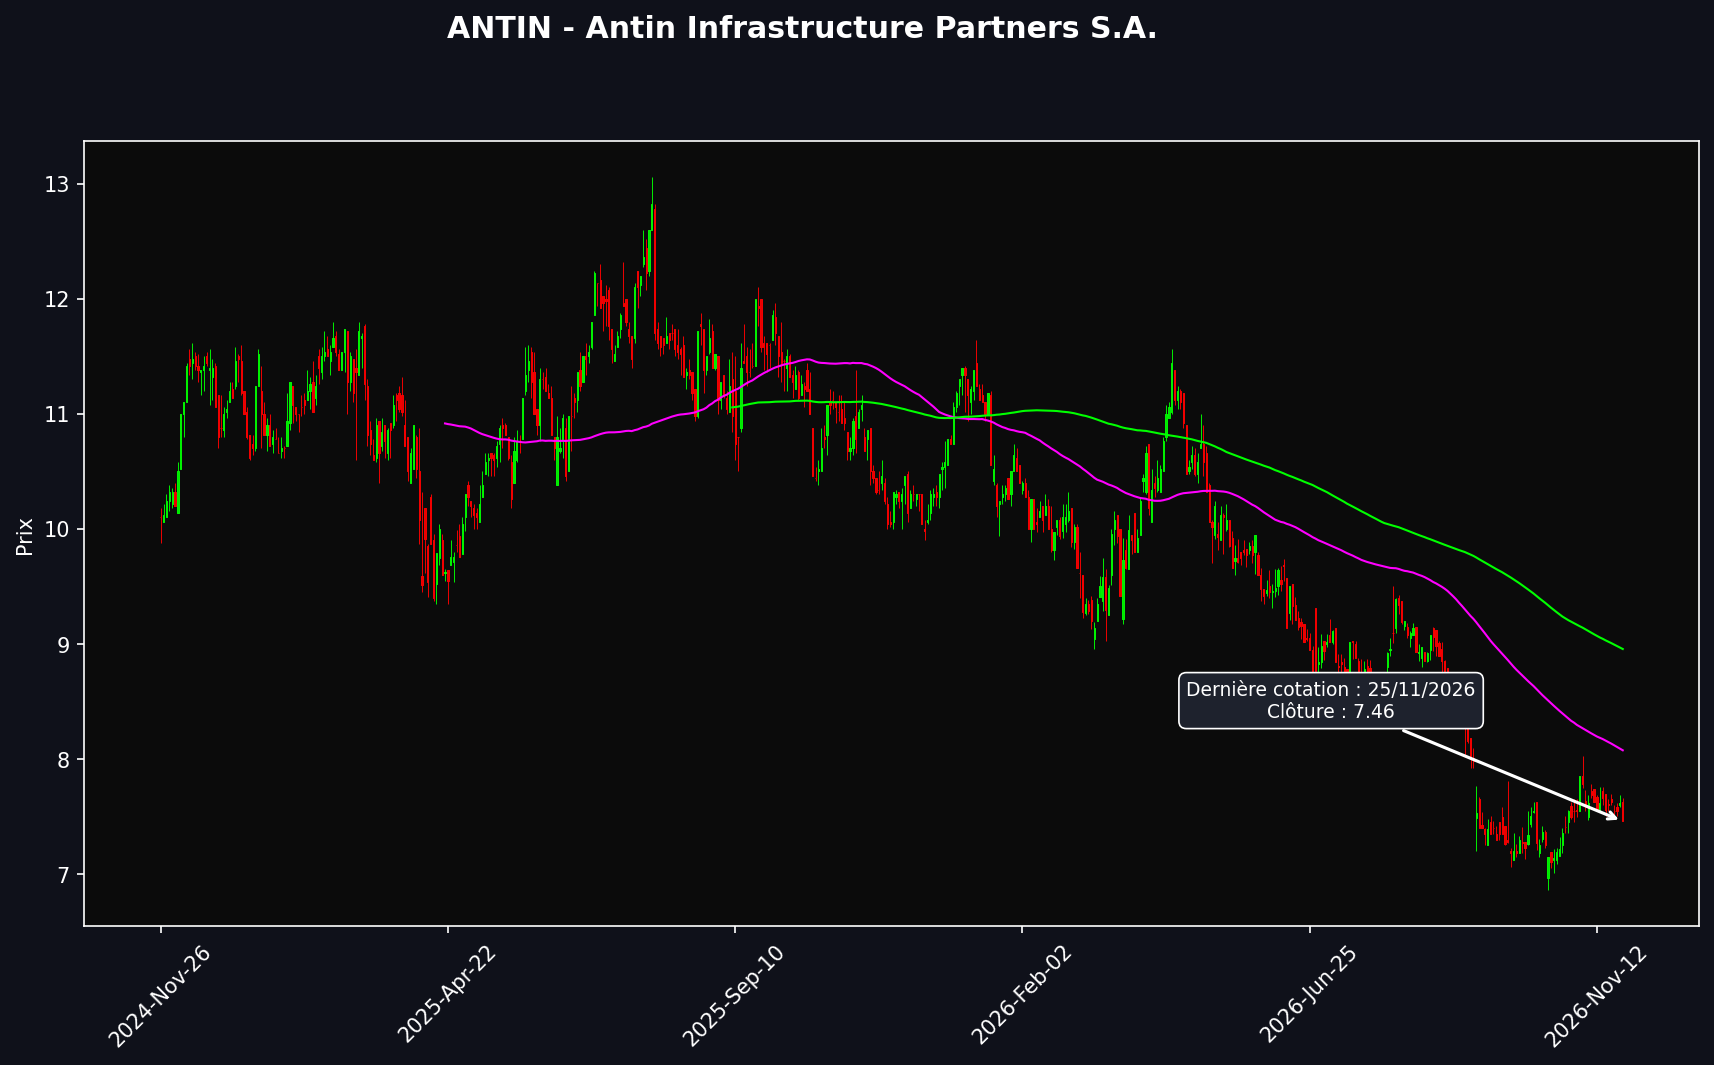 ANTIN - Antin Infrastructure Partners S.A.
Prix
13
12
11
10
9
8
7
Dernière cotation : 25/11/2026
Clôture : 7.46
2024-Nov-26
2025-Apr-22
2025-Sep-10
2026-Feb-02
2026-Jun-25
2026-Nov-12